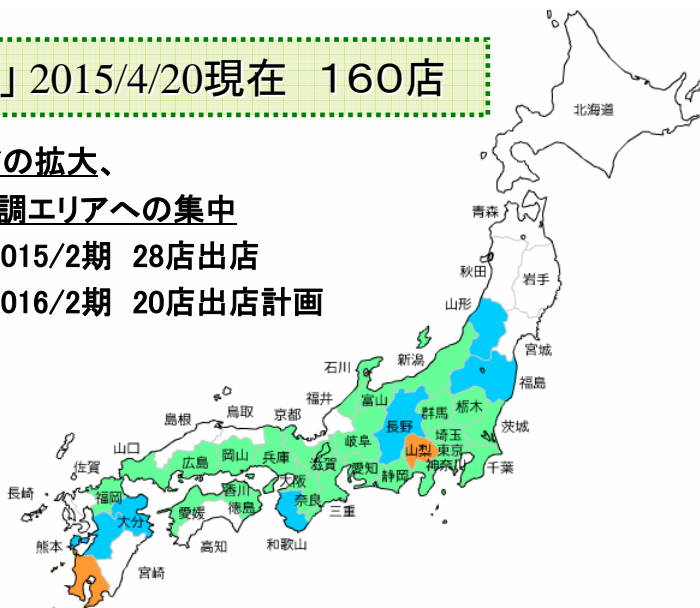 」 2015/4/20現在　160店
の拡大、
調エリアへの集中
015/2期　28店出店
016/2期　20店出店計画
北海道
青森
秋田
岩手
山形
宮城
新潟
福島
石川
富山
群馬
栃木
福井
長野
茨城
鳥取
京都
岐阜
埼玉
島根
山梨
東京
山口
広島
岡山
兵庫
滋賀
愛知
静岡
神奈川
千葉
佐賀
大阪
長崎
福岡
香川
奈良
三重
愛媛
徳島
大分
熊本
高知
和歌山
宮崎